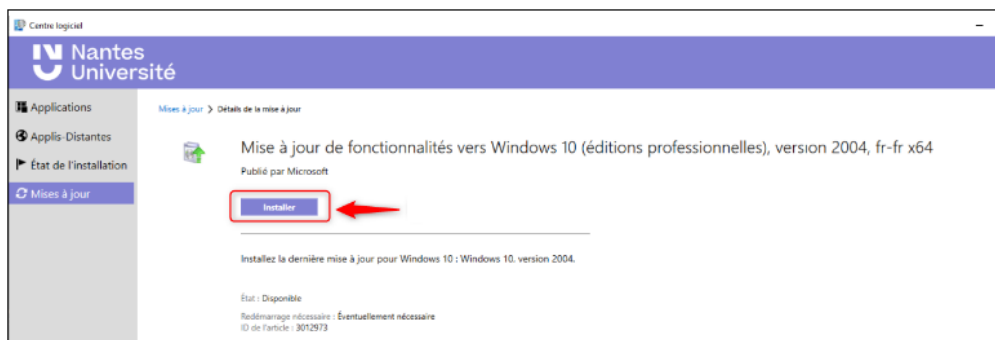 Centre logiciel
Nantes
Université
Applications
Applis-Distantes
État de l'installation
Mises à jour
Mises à jour > Détails de la mise à jour
Mise à jour de fonctionnalités vers Windows 10 (éditions professionnelles), version 2004, fr-fr x64
Publié par Microsoft
Installer
Installez la dernière mise à jour pour Windows 10 : Windows 10. version 2004.
État : Disponible
Redémarrage nécessaire : Éventuellement nécessaire
ID de l'article : 3012973